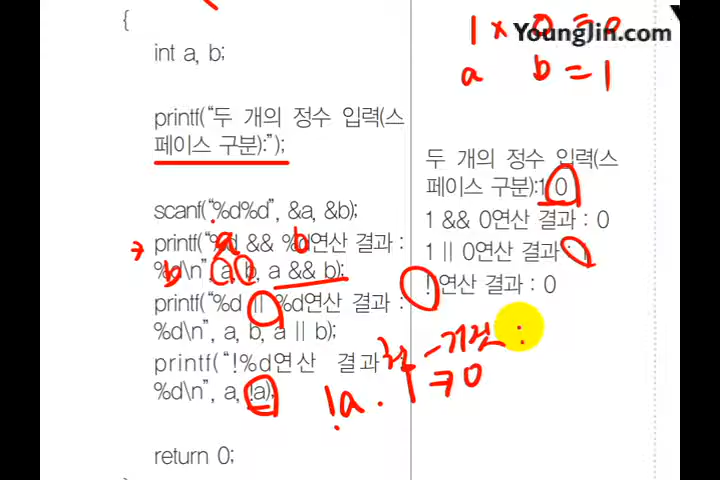 {
int a, b;
printf("두 개의 정수 입력(스
페이스 구분):");
scanf("%d%d", &a, &b);
printf("%d && %d연산 결과 :
%d\n", a, b, a && b);
printf("%d || %d연산 결과 :
%d\n", a, b, a || b);
printf("!%d연산 결과 :
%d\n", a, !a);
return 0;
}
YoungJin.com
1 x 0 = 0
a b = 1
두 개의 정수 입력(스
페이스 구분):1 0
1 && 0연산 결과 : 0
1 || 0연산 결과 : 1
!연산 결과 : 0
a
b
b
!a . 1 → 0